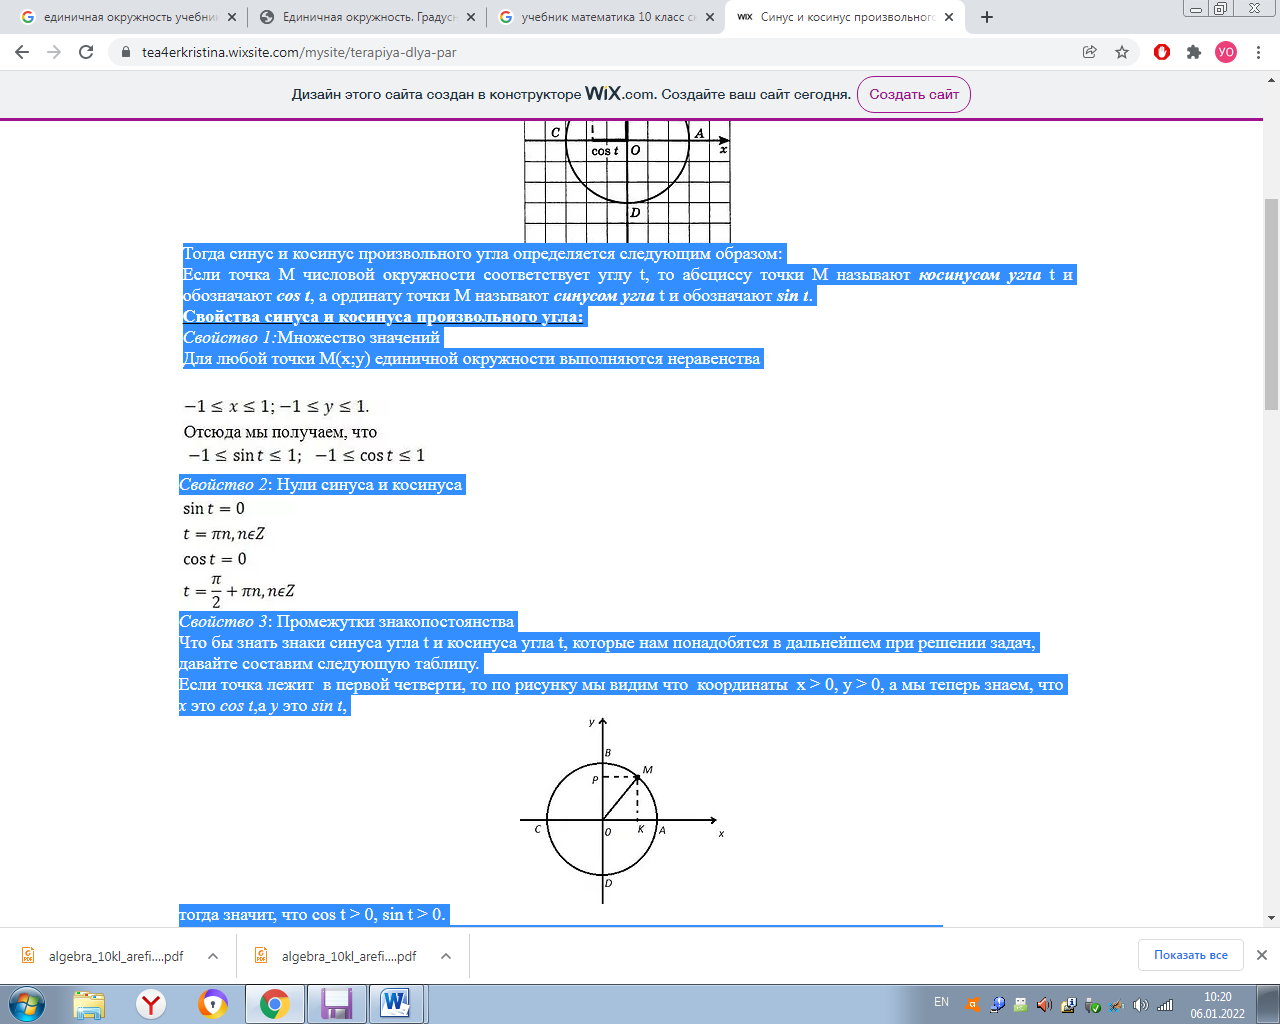 единичная окружность учебни
Единичная окружность. Градусн
учебник математика 10 класс сн
WIX Синус и косинус произвольного
tea4erkristina.wixsite.com/mysite/terapiya-dlya-par
УО
Дизайн этого сайта создан в конструкторе WiX.com. Создайте ваш сайт сегодня. Создать сайт
C A
cos t O x
D
Тогда синус и косинус произвольного угла определяется следующим образом:
Если точка М числовой окружности соответствует углу t, то абсциссу точки М называют косинусом угла t и
обозначают cos t, а ординату точки М называют синусом угла t и обозначают sin t.
Свойства синуса и косинуса произвольного угла:
Свойство 1:Множество значений
Для любой точки М(х;у) единичной окружности выполняются неравенства
−1 ≤ x ≤ 1; −1 ≤ y ≤ 1.
Отсюда мы получаем, что
−1 ≤ sin t ≤ 1; −1 ≤ cos t ≤ 1
Свойство 2: Нули синуса и косинуса
sin t = 0
t = πn, nϵZ
cos t = 0
t = π/2 + πn, nϵZ
Свойство 3: Промежутки знакопостоянства
Что бы знать знаки синуса угла t и косинуса угла t, которые нам понадобятся в дальнейшем при решении задач,
давайте составим следующую таблицу.
Если точка лежит в первой четверти, то по рисунку мы видим что координаты x > 0, y > 0, а мы теперь знаем, что
x это cos t,а y это sin t,
y
B
M
P
C O K A x
D
тогда значит, что cos t > 0, sin t > 0.
algebra_10kl_arefi....pdf
algebra_10kl_arefi....pdf
Показать все
EN
10:20
06.01.2022